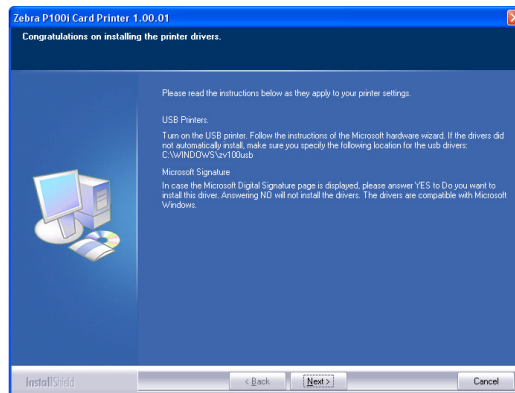 Zebra P100i Card Printer 1.00.01
Congratulations on installing the printer drivers.
Please read the instructions below as they apply to your printer settings.
USB Printers.
Turn on the USB printer. Follow the instructions of the Microsoft hardware wizard. If the drivers did
not automatically install, make sure you specify the following location for the usb drivers:
C:\WINDOWS\zv100usb
Microsoft Signature
In case the Microsoft Digital Signature page is displayed, please answer YES to Do you want to
install this driver. Answering NO will not install the drivers. The drivers are compatible with Microsoft
Windows.
InstallShield
< Back
Next >
Cancel